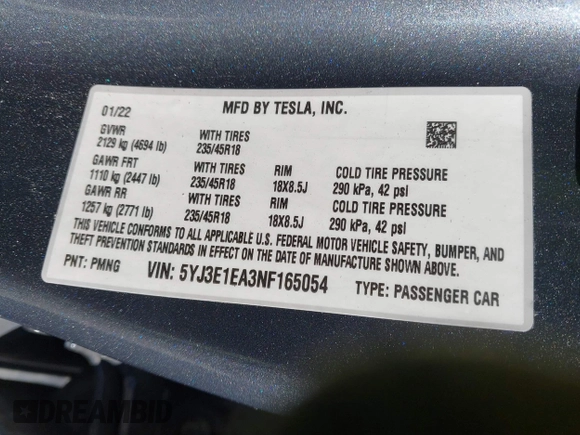 MFD BY TESLA, INC.
01/22
GVWR WITH TIRES
2129 kg (4694 lb) 235/45R18
GAWR FRT WITH TIRES RIM COLD TIRE PRESSURE
1110 kg (2447 lb) 235/45R18 18X8.5J 290 kPa, 42 psi
GAWR RR WITH TIRES RIM COLD TIRE PRESSURE
1257 kg (2771 lb) 235/45R18 18X8.5J 290 kPa, 42 psi
THIS VEHICLE CONFORMS TO ALL APPLICABLE U.S. FEDERAL MOTOR VEHICLE SAFETY, BUMPER, AND
THEFT PREVENTION STANDARDS IN EFFECT ON THE DATE OF MANUFACTURE SHOWN ABOVE.
PNT: PMNG VIN: 5YJ3E1EA3NF165054 TYPE: PASSENGER CAR
DREAMBID